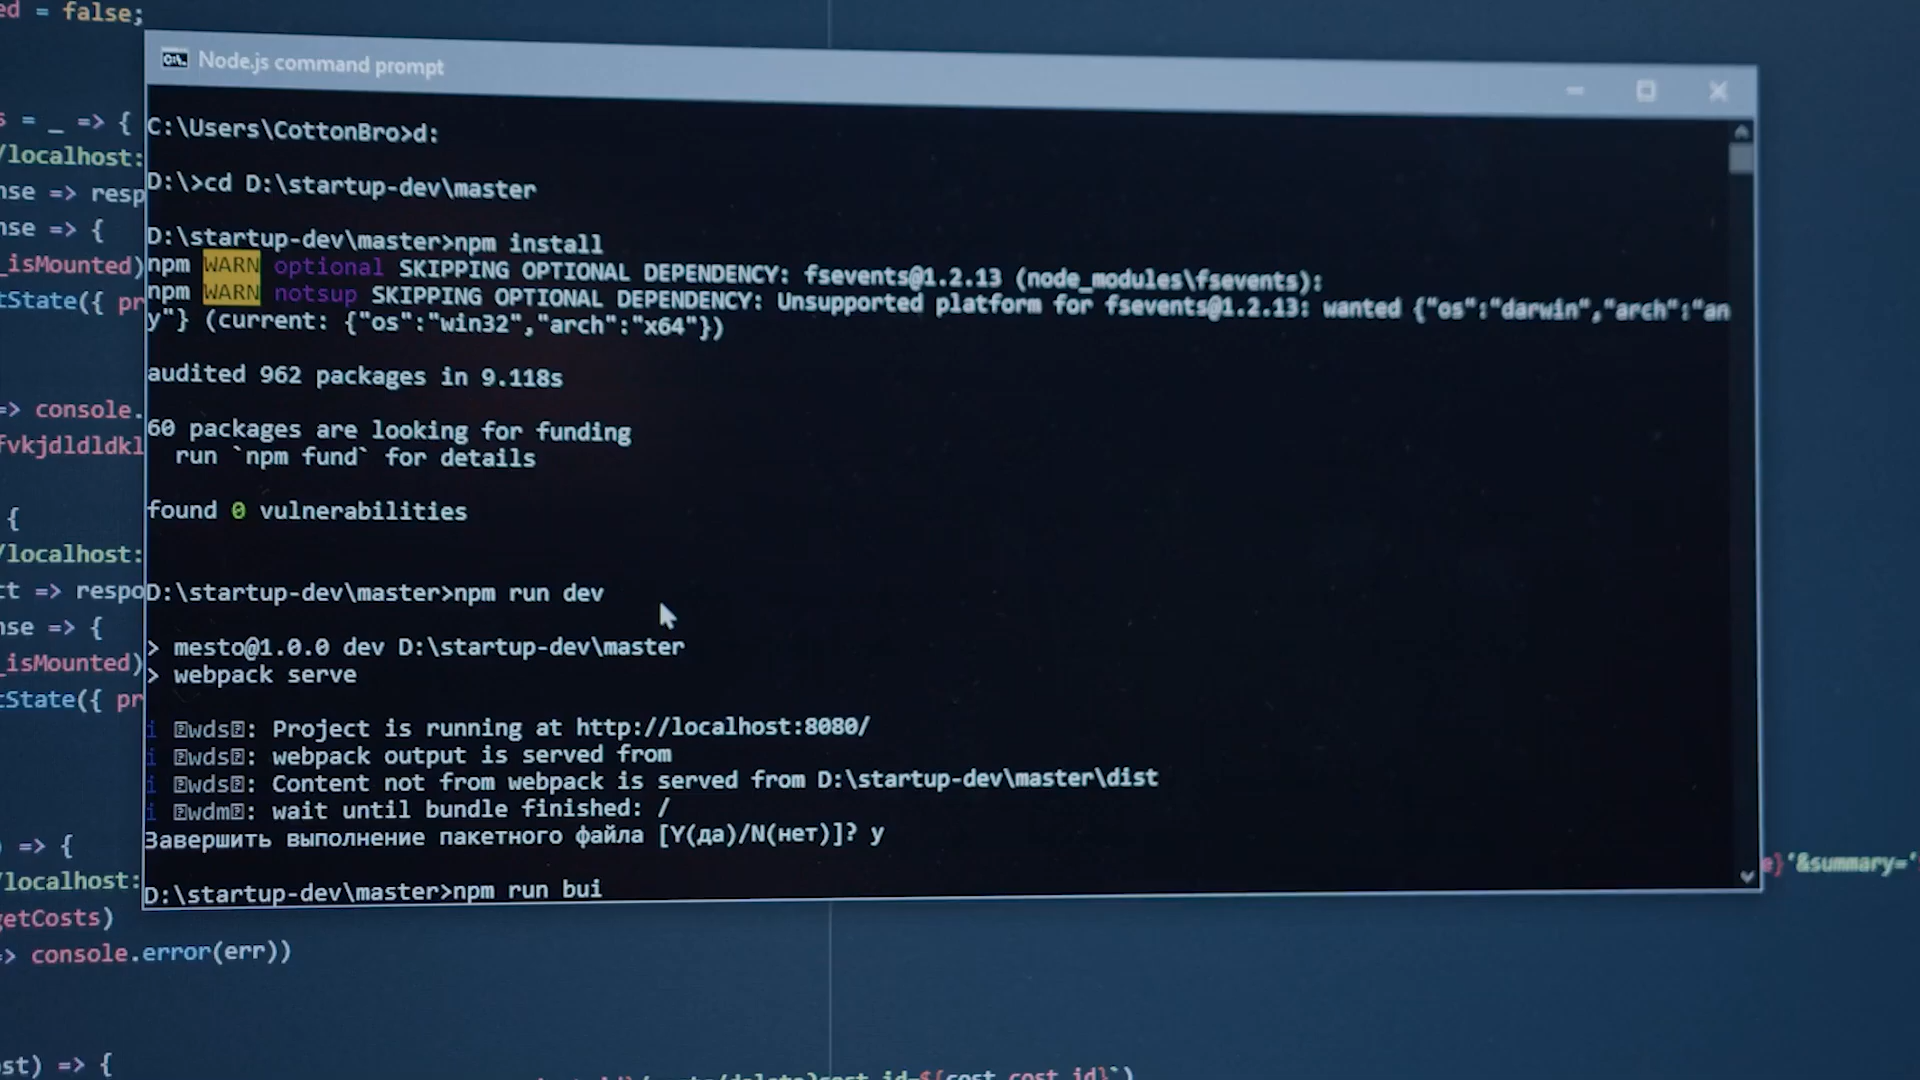 ed = false;
Node.js command prompt
s = _ => {
/localhost:
nse => resp
nse => {
_isMounted)
tState({ pr
=> console.
fvkjdldldkl
{
/localhost:
ct => respo
nse => {
_isMounted)
tState({ pr
) => {
/localhost:
getCosts)
=> console.error(err))
st) => {
C:\Users\CottonBro>d:
D:\>cd D:\startup-dev\master
D:\startup-dev\master>npm install
npm WARN optional SKIPPING OPTIONAL DEPENDENCY: fsevents@1.2.13 (node_modules\fsevents):
npm WARN notsup SKIPPING OPTIONAL DEPENDENCY: Unsupported platform for fsevents@1.2.13: wanted {"os":"darwin","arch":"an
y"} (current: {"os":"win32","arch":"x64"})
audited 962 packages in 9.118s
60 packages are looking for funding
run `npm fund` for details
found 0 vulnerabilities
D:\startup-dev\master>npm run dev
> mesto@1.0.0 dev D:\startup-dev\master
> webpack serve
i ⍰wds⍰: Project is running at http://localhost:8080/
i ⍰wds⍰: webpack output is served from
i ⍰wds⍰: Content not from webpack is served from D:\startup-dev\master\dist
i ⍰wdm⍰: wait until bundle finished: /
Завершить выполнение пакетного файла [Y(да)/N(нет)]? y
D:\startup-dev\master>npm run bui
e}'&summary='
cost_id=${cost.cost_id}`)